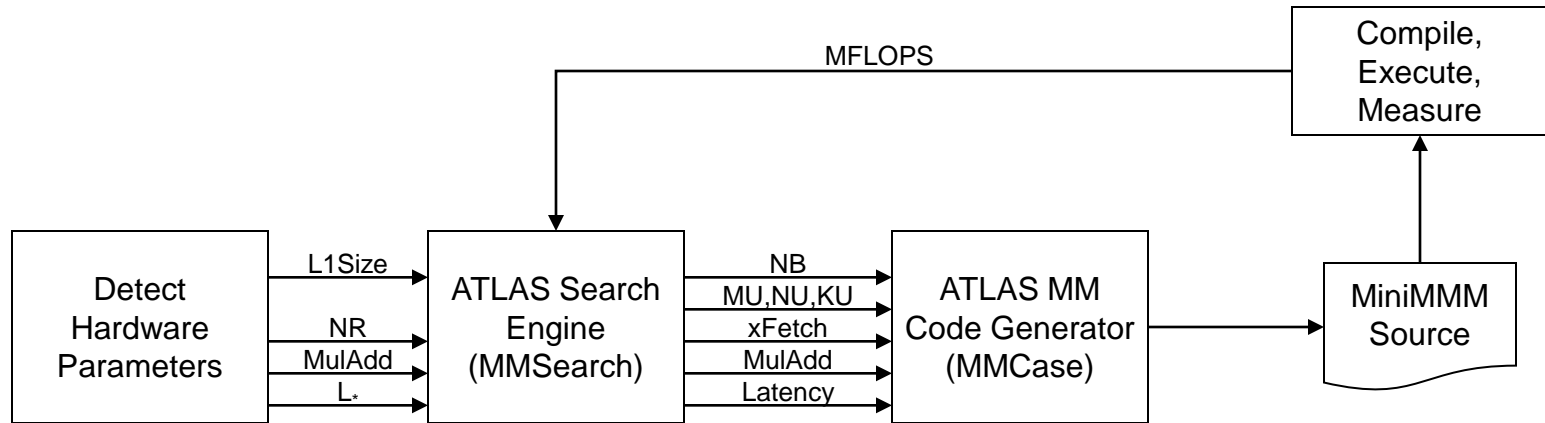 Compile,
Execute,
Measure
MFLOPS
Detect
Hardware
Parameters
L1Size
NR
MulAdd
L*
ATLAS Search
Engine
(MMSearch)
NB
MU,NU,KU
xFetch
MulAdd
Latency
ATLAS MM
Code Generator
(MMCase)
MiniMMM
Source